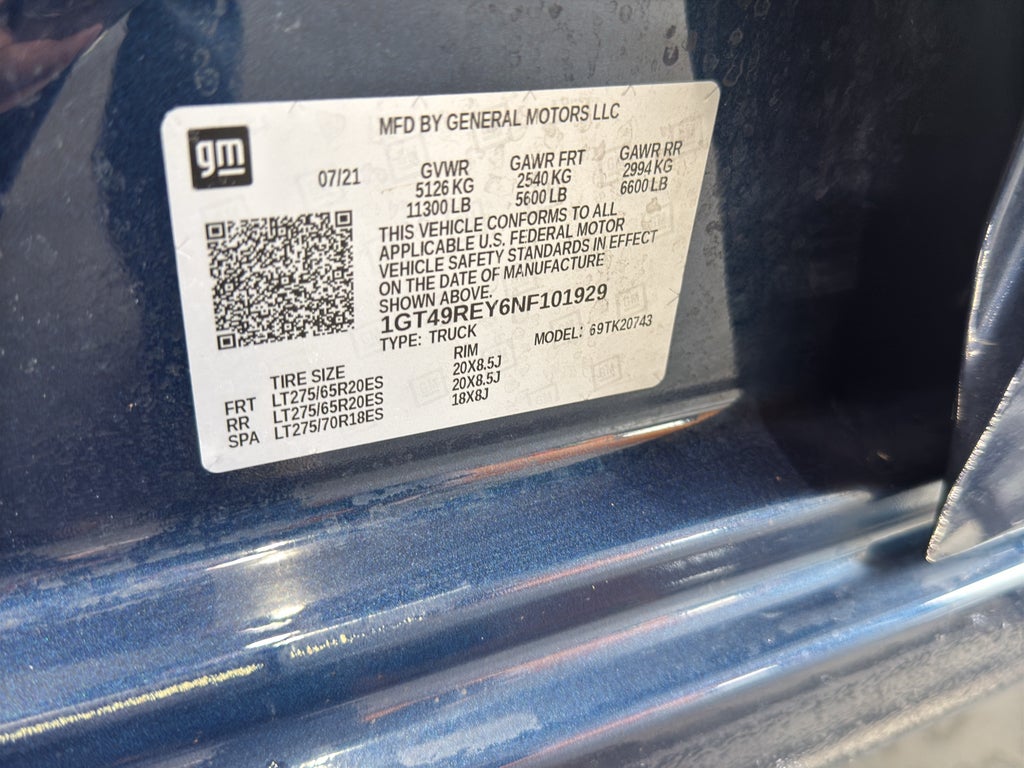 gm
MFD BY GENERAL MOTORS LLC
07/21
GVWR
5126 KG
11300 LB
GAWR FRT
2540 KG
5600 LB
GAWR RR
2994 KG
6600 LB
THIS VEHICLE CONFORMS TO ALL
APPLICABLE U.S. FEDERAL MOTOR
VEHICLE SAFETY STANDARDS IN EFFECT
ON THE DATE OF MANUFACTURE
SHOWN ABOVE.
1GT49REY6NF101929
TYPE: TRUCK MODEL: 69TK20743
TIRE SIZE RIM
FRT LT275/65R20ES 20X8.5J
RR LT275/65R20ES 20X8.5J
SPA LT275/70R18ES 18X8J